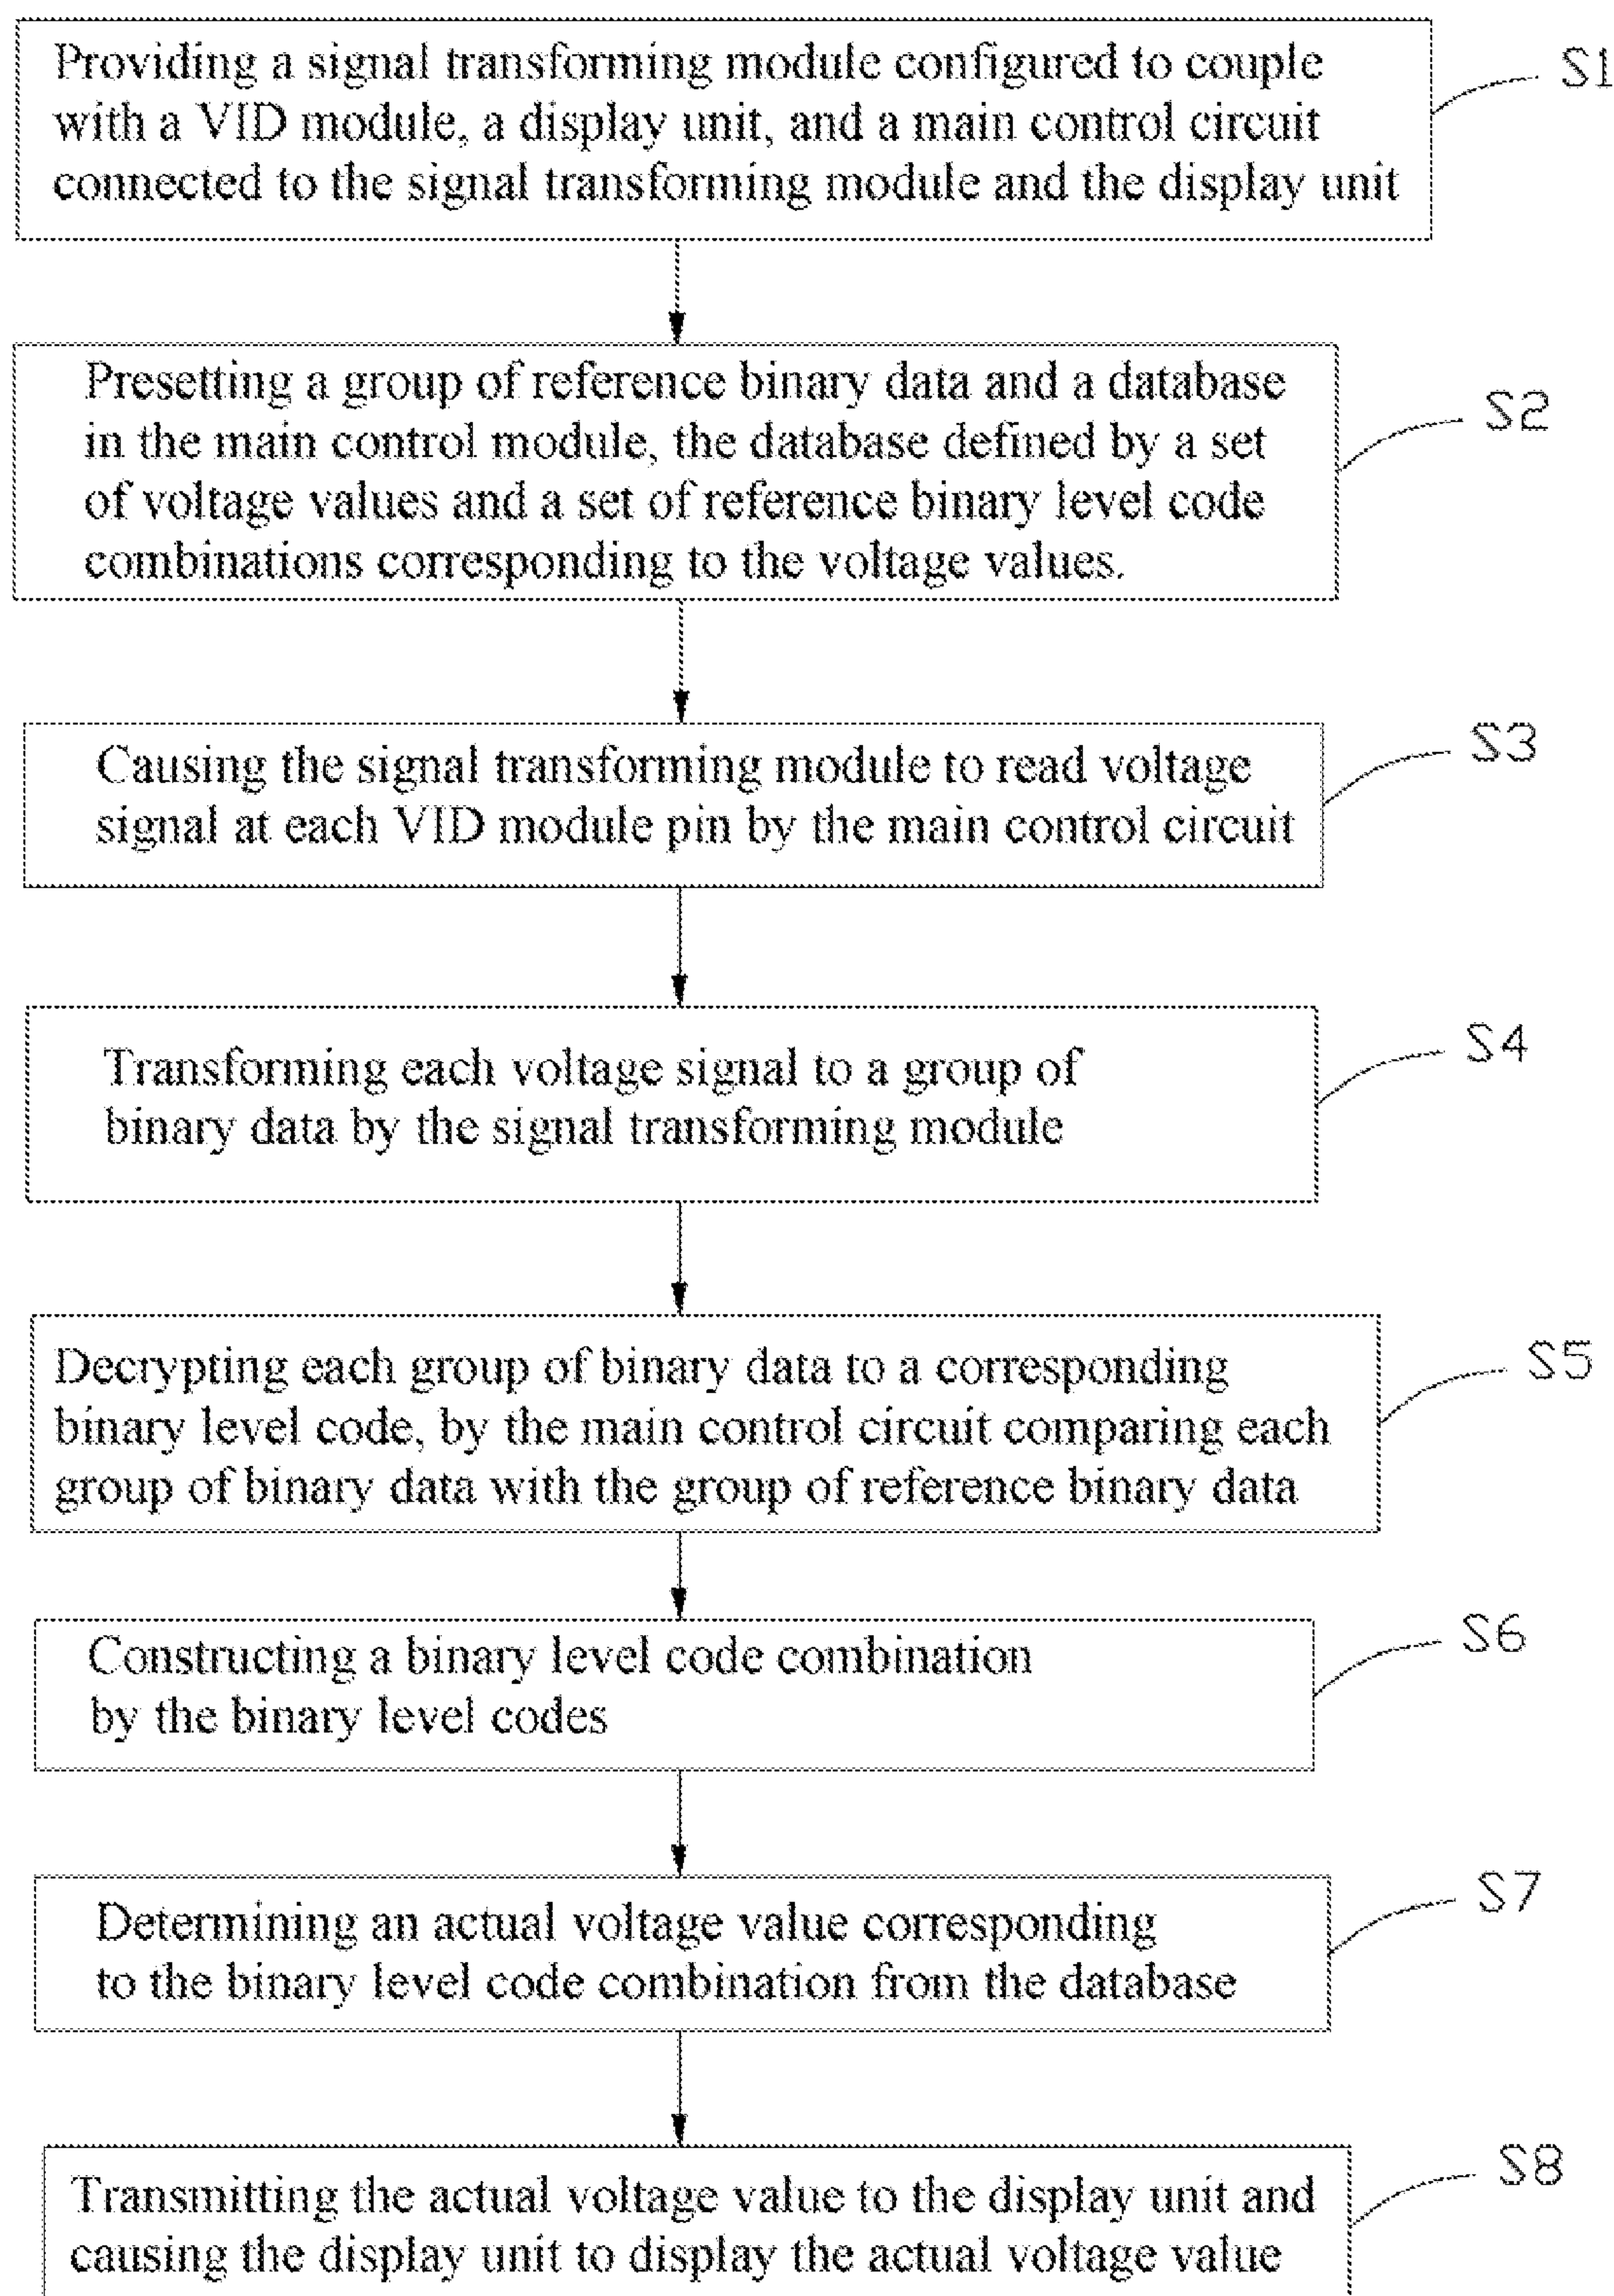 Providing a signal transforming module configured to couple
with a VID module, a display unit, and a main control circuit
connected to the signal transforming module and the display unit
S1
Presetting a group of reference binary data and a database
in the main control module, the database defined by a set
of voltage values and a set of reference binary level code
combinations corresponding to the voltage values.
S2
Causing the signal transforming module to read voltage
signal at each VID module pin by the main control circuit
S3
Transforming each voltage signal to a group of
binary data by the signal transforming module
S4
Decrypting each group of binary data to a corresponding
binary level code, by the main control circuit comparing each
group of binary data with the group of reference binary data
S5
Constructing a binary level code combination
by the binary level codes
S6
Determining an actual voltage value corresponding
to the binary level code combination from the database
S7
Transmitting the actual voltage value to the display unit and
causing the display unit to display the actual voltage value
S8